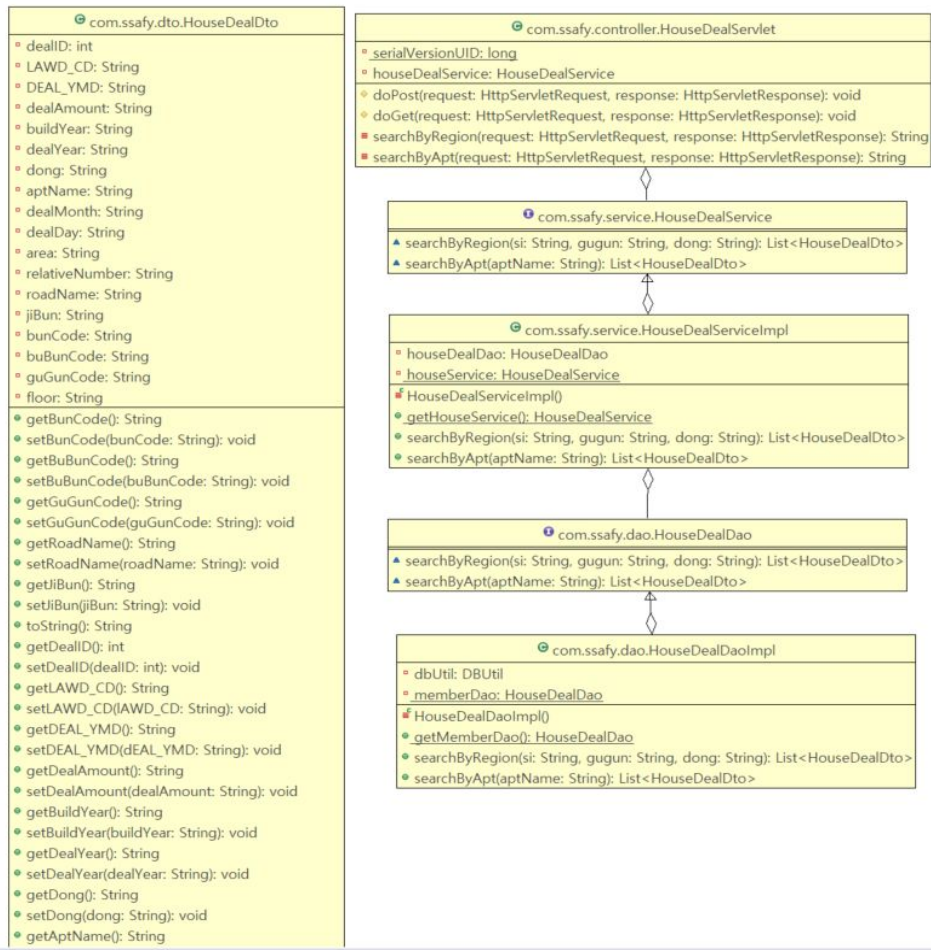 com.ssafy.dto.HouseDealDto
dealID: int
LAWD_CD: String
DEAL_YMD: String
dealAmount: String
buildYear: String
dealYear: String
dong: String
aptName: String
dealMonth: String
dealDay: String
area: String
relativeNumber: String
roadName: String
jiBun: String
bunCode: String
buBunCode: String
guGunCode: String
floor: String
getBunCode(): String
setBunCode(bunCode: String): void
getBuBunCode(): String
setBuBunCode(buBunCode: String): void
getGuGunCode(): String
setGuGunCode(guGunCode: String): void
getRoadName(): String
setRoadName(roadName: String): void
getJiBun(): String
setJiBun(jiBun: String): void
toString(): String
getDealID(): int
setDealID(dealID: int): void
getLAWD_CD(): String
setLAWD_CD(lAWD_CD: String): void
getDEAL_YMD(): String
setDEAL_YMD(dEAL_YMD: String): void
getDealAmount(): String
setDealAmount(dealAmount: String): void
getBuildYear(): String
setBuildYear(buildYear: String): void
getDealYear(): String
setDealYear(dealYear: String): void
getDong(): String
setDong(dong: String): void
getAptName(): String
com.ssafy.controller.HouseDealServlet
serialVersionUID: long
houseDealService: HouseDealService
doPost(request: HttpServletRequest, response: HttpServletResponse): void
doGet(request: HttpServletRequest, response: HttpServletResponse): void
searchByRegion(request: HttpServletRequest, response: HttpServletResponse): String
searchByApt(request: HttpServletRequest, response: HttpServletResponse): String
com.ssafy.service.HouseDealService
searchByRegion(si: String, gugun: String, dong: String): List<HouseDealDto>
searchByApt(aptName: String): List<HouseDealDto>
com.ssafy.service.HouseDealServiceImpl
houseDealDao: HouseDealDao
houseService: HouseDealService
HouseDealServiceImpl()
getHouseService(): HouseDealService
searchByRegion(si: String, gugun: String, dong: String): List<HouseDealDto>
searchByApt(aptName: String): List<HouseDealDto>
com.ssafy.dao.HouseDealDao
searchByRegion(si: String, gugun: String, dong: String): List<HouseDealDto>
searchByApt(aptName: String): List<HouseDealDto>
com.ssafy.dao.HouseDealDaoImpl
dbUtil: DBUtil
memberDao: HouseDealDao
HouseDealDaoImpl()
getMemberDao(): HouseDealDao
searchByRegion(si: String, gugun: String, dong: String): List<HouseDealDto>
searchByApt(aptName: String): List<HouseDealDto>